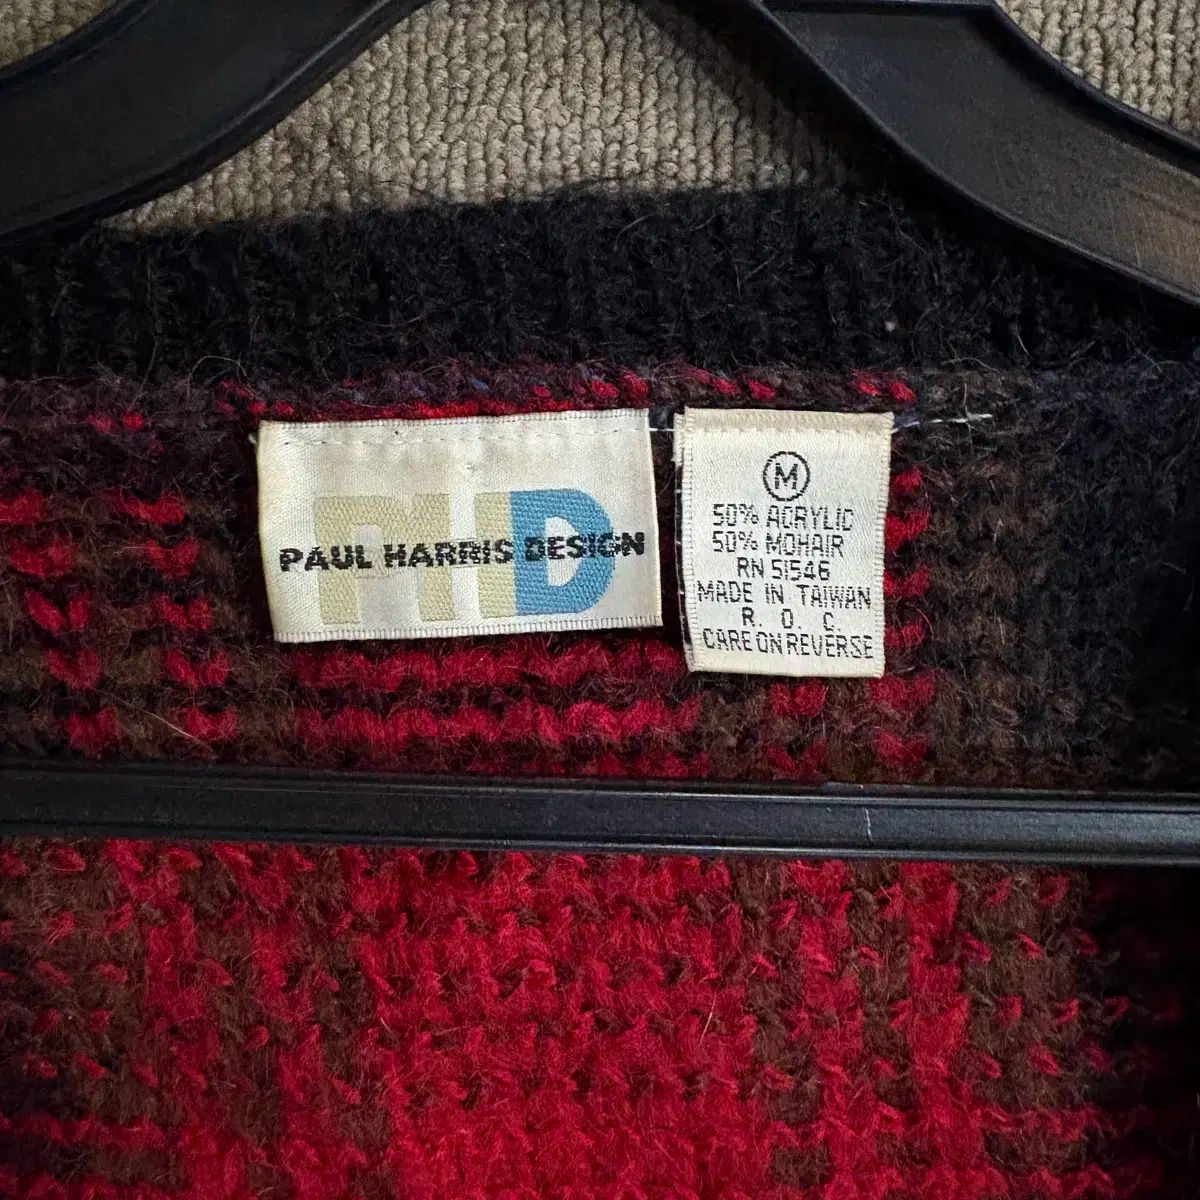 PHD
PAUL HARRIS DESIGN
M
50% ACRYLIC
50% MOHAIR
RN 51546
MADE IN TAIWAN
R. O. C.
CARE ON REVERSE